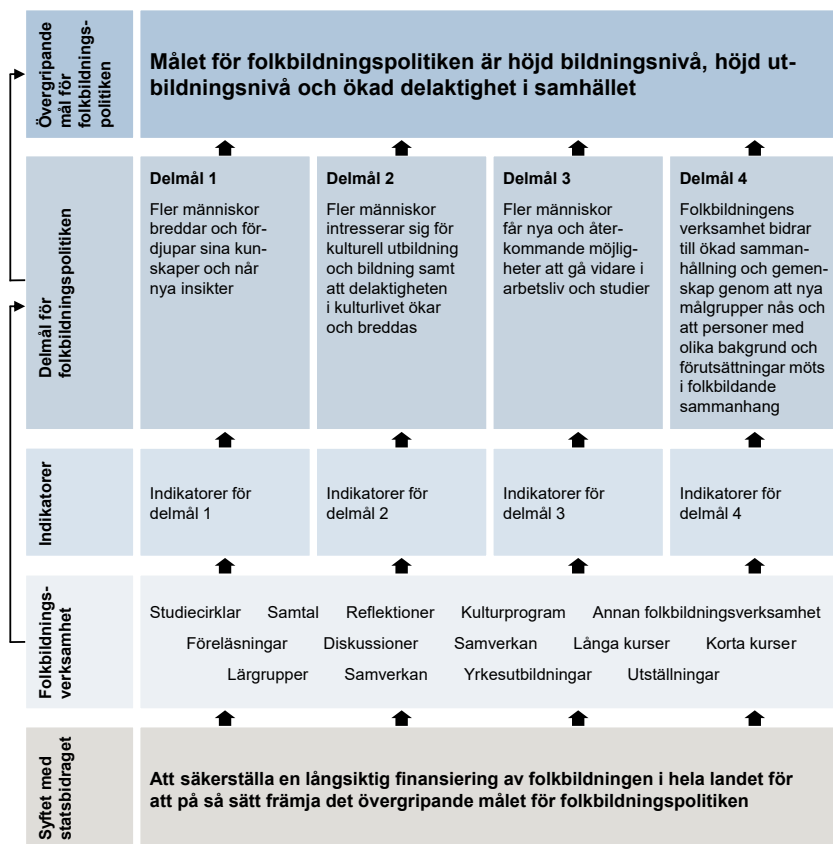 Övergripande
mål för
folkbildnings-
politiken
Målet för folkbildningspolitiken är höjd bildningsnivå, höjd ut-
bildningsnivå och ökad delaktighet i samhället
Delmål för
folkbildningspolitiken
Delmål 1
Fler människor
breddar och för-
djupar sina kun-
skaper och når
nya insikter
Delmål 2
Fler människor
intresserar sig för
kulturell utbildning
och bildning samt
att delaktigheten
i kulturlivet ökar
och breddas
Delmål 3
Fler människor
får nya och åter-
kommande möjlig-
heter att gå vidare i
arbetsliv och studier
Delmål 4
Folkbildningens
verksamhet bidrar
till ökad samman-
hållning och gemen-
skap genom att nya
målgrupper nås och
att personer med
olika bakgrund och
förutsättningar möts
i folkbildande
sammanhang
Indikatorer
Indikatorer för
delmål 1
Indikatorer för
delmål 2
Indikatorer för
delmål 3
Indikatorer för
delmål 4
Folkbildnings-
verksamhet
Studiecirklar Samtal Reflektioner Kulturprogram Annan folkbildningsverksamhet
Föreläsningar Diskussioner Samverkan Långa kurser Korta kurser
Lärgrupper Samverkan Yrkesutbildningar Utställningar
Syftet med
statsbidraget
Att säkerställa en långsiktig finansiering av folkbildningen i hela landet för
att på så sätt främja det övergripande målet för folkbildningspolitiken